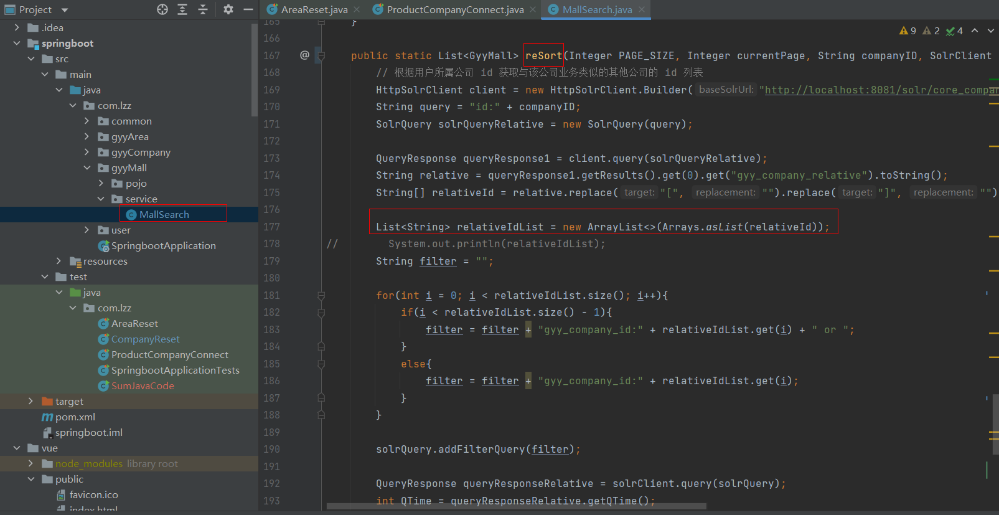 Project
AreaReset.java
ProductCompanyConnect.java
MallSearch.java
.idea
springboot
src
main
java
com.lzz
common
gyyArea
gyyCompany
gyyMall
pojo
service
MallSearch
user
SpringbootApplication
resources
test
java
com.lzz
AreaReset
CompanyReset
ProductCompanyConnect
SpringbootApplicationTests
SumJavaCode
target
pom.xml
springboot.iml
vue
node_modules library root
public
favicon.ico
index.html
9 2 4
165 }
166
167 @ public static List<GyyMall> reSort(Integer PAGE_SIZE, Integer currentPage, String companyID, SolrClient
168 // 根据用户所属公司 id 获取与该公司业务类似的其他公司的 id 列表
169 HttpSolrClient client = new HttpSolrClient.Builder( baseSolrUrl: "http://localhost:8081/solr/core_compa
170 String query = "id:" + companyID;
171 SolrQuery solrQueryRelative = new SolrQuery(query);
172
173 QueryResponse queryResponse1 = client.query(solrQueryRelative);
174 String relative = queryResponse1.getResults().get(0).get("gyy_company_relative").toString();
175 String[] relativeId = relative.replace( target: "[", replacement: "").replace( target: "]", replacement: "")
176
177 List<String> relativeIdList = new ArrayList<>(Arrays.asList(relativeId));
178 // System.out.println(relativeIdList);
179 String filter = "";
180
181 for(int i = 0; i < relativeIdList.size(); i++){
182 if(i < relativeIdList.size() - 1){
183 filter = filter + "gyy_company_id:" + relativeIdList.get(i) + " or ";
184 }
185 else{
186 filter = filter + "gyy_company_id:" + relativeIdList.get(i);
187 }
188 }
189
190 solrQuery.addFilterQuery(filter);
191
192 QueryResponse queryResponseRelative = solrClient.query(solrQuery);
193 int QTime = queryResponseRelative.getQTime();